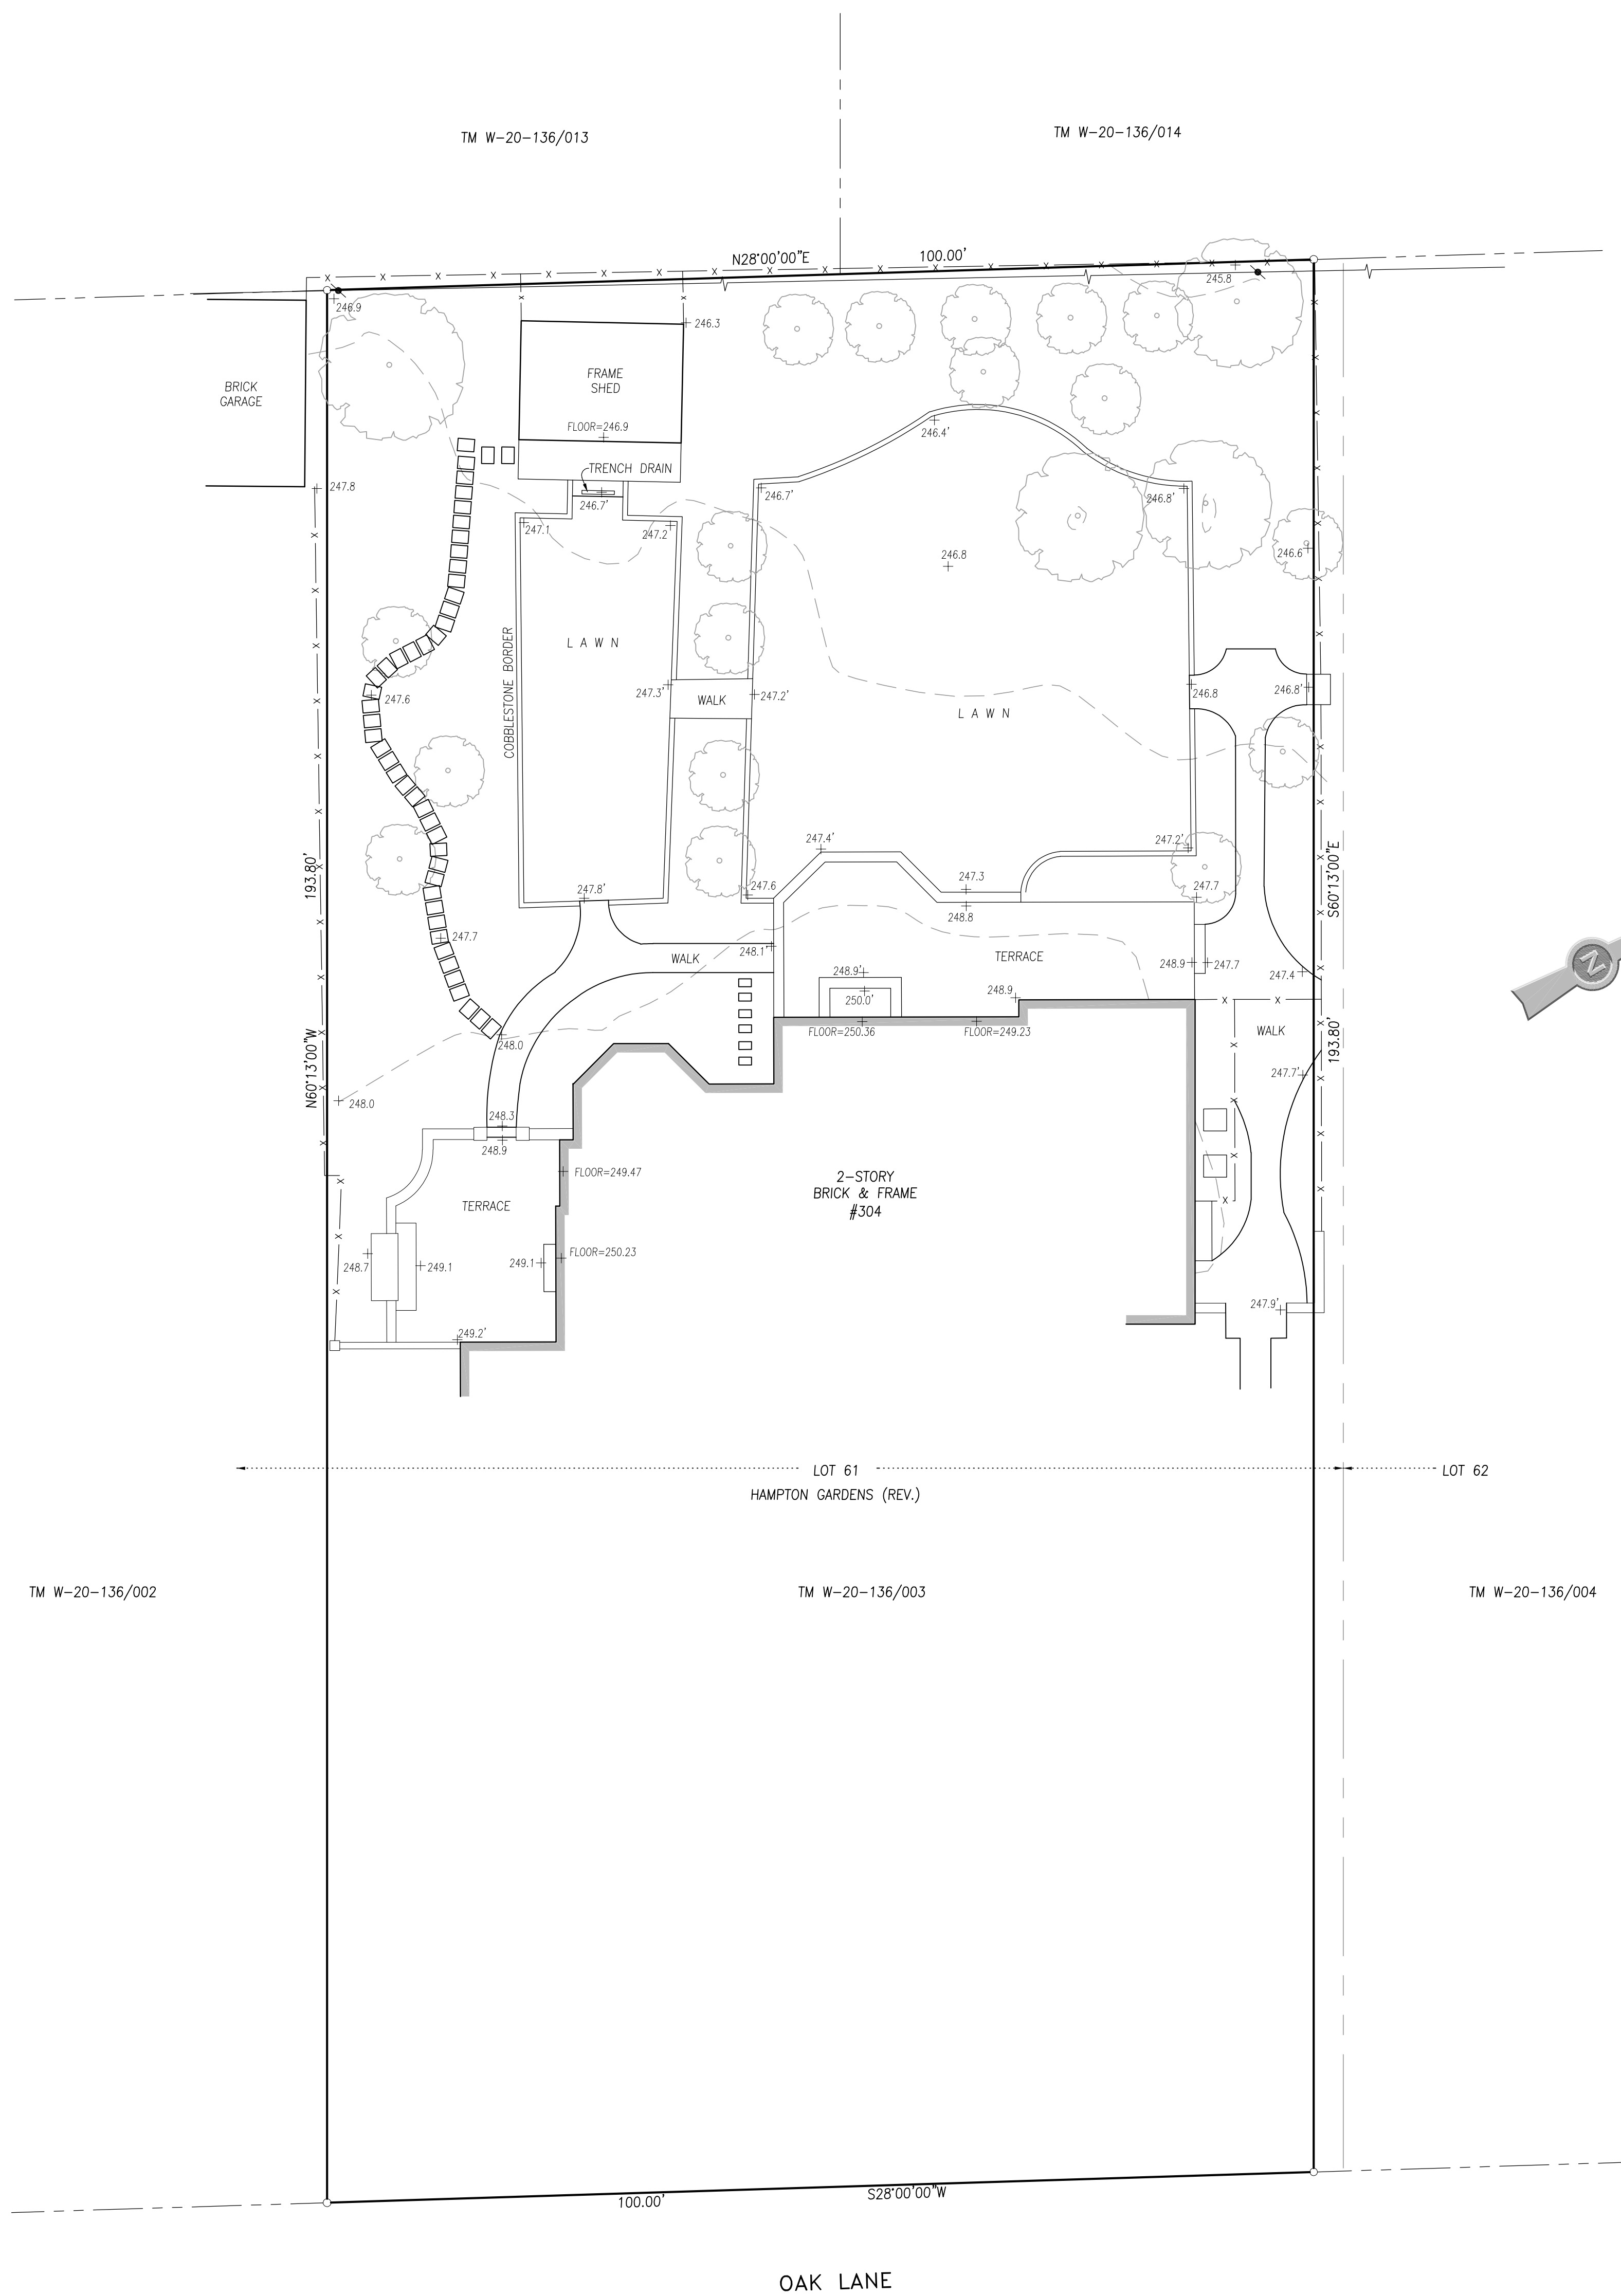 TM W-20-136/013
TM W-20-136/014
N28°00'00"E 100.00'
246.9
246.3
245.8
BRICK
GARAGE
FRAME
SHED
FLOOR=246.9
TRENCH DRAIN
246.4'
247.8
246.7'
246.7'
246.8'
247.1
247.2
246.8
246.6
COBBLESTONE BORDER
LAWN
247.6
247.3'
WALK
247.2'
LAWN
246.8
246.8'
193.80'
N60°13'00"W
247.4'
247.2'
247.8'
247.6
247.3
247.7
248.8
S60°13'00"E
193.80'
247.7
WALK
248.1'
TERRACE
248.9'
250.0'
248.9
248.9
247.7
247.4'
FLOOR=250.36
FLOOR=249.23
WALK
248.0
247.7'
248.0
248.3
248.9
FLOOR=249.47
2-STORY
BRICK & FRAME
#304
TERRACE
FLOOR=250.23
248.7
249.1
249.1
247.9'
249.2'
N
LOT 61
LOT 62
HAMPTON GARDENS (REV.)
TM W-20-136/002
TM W-20-136/003
TM W-20-136/004
100.00'
S28°00'00"W
OAK LANE